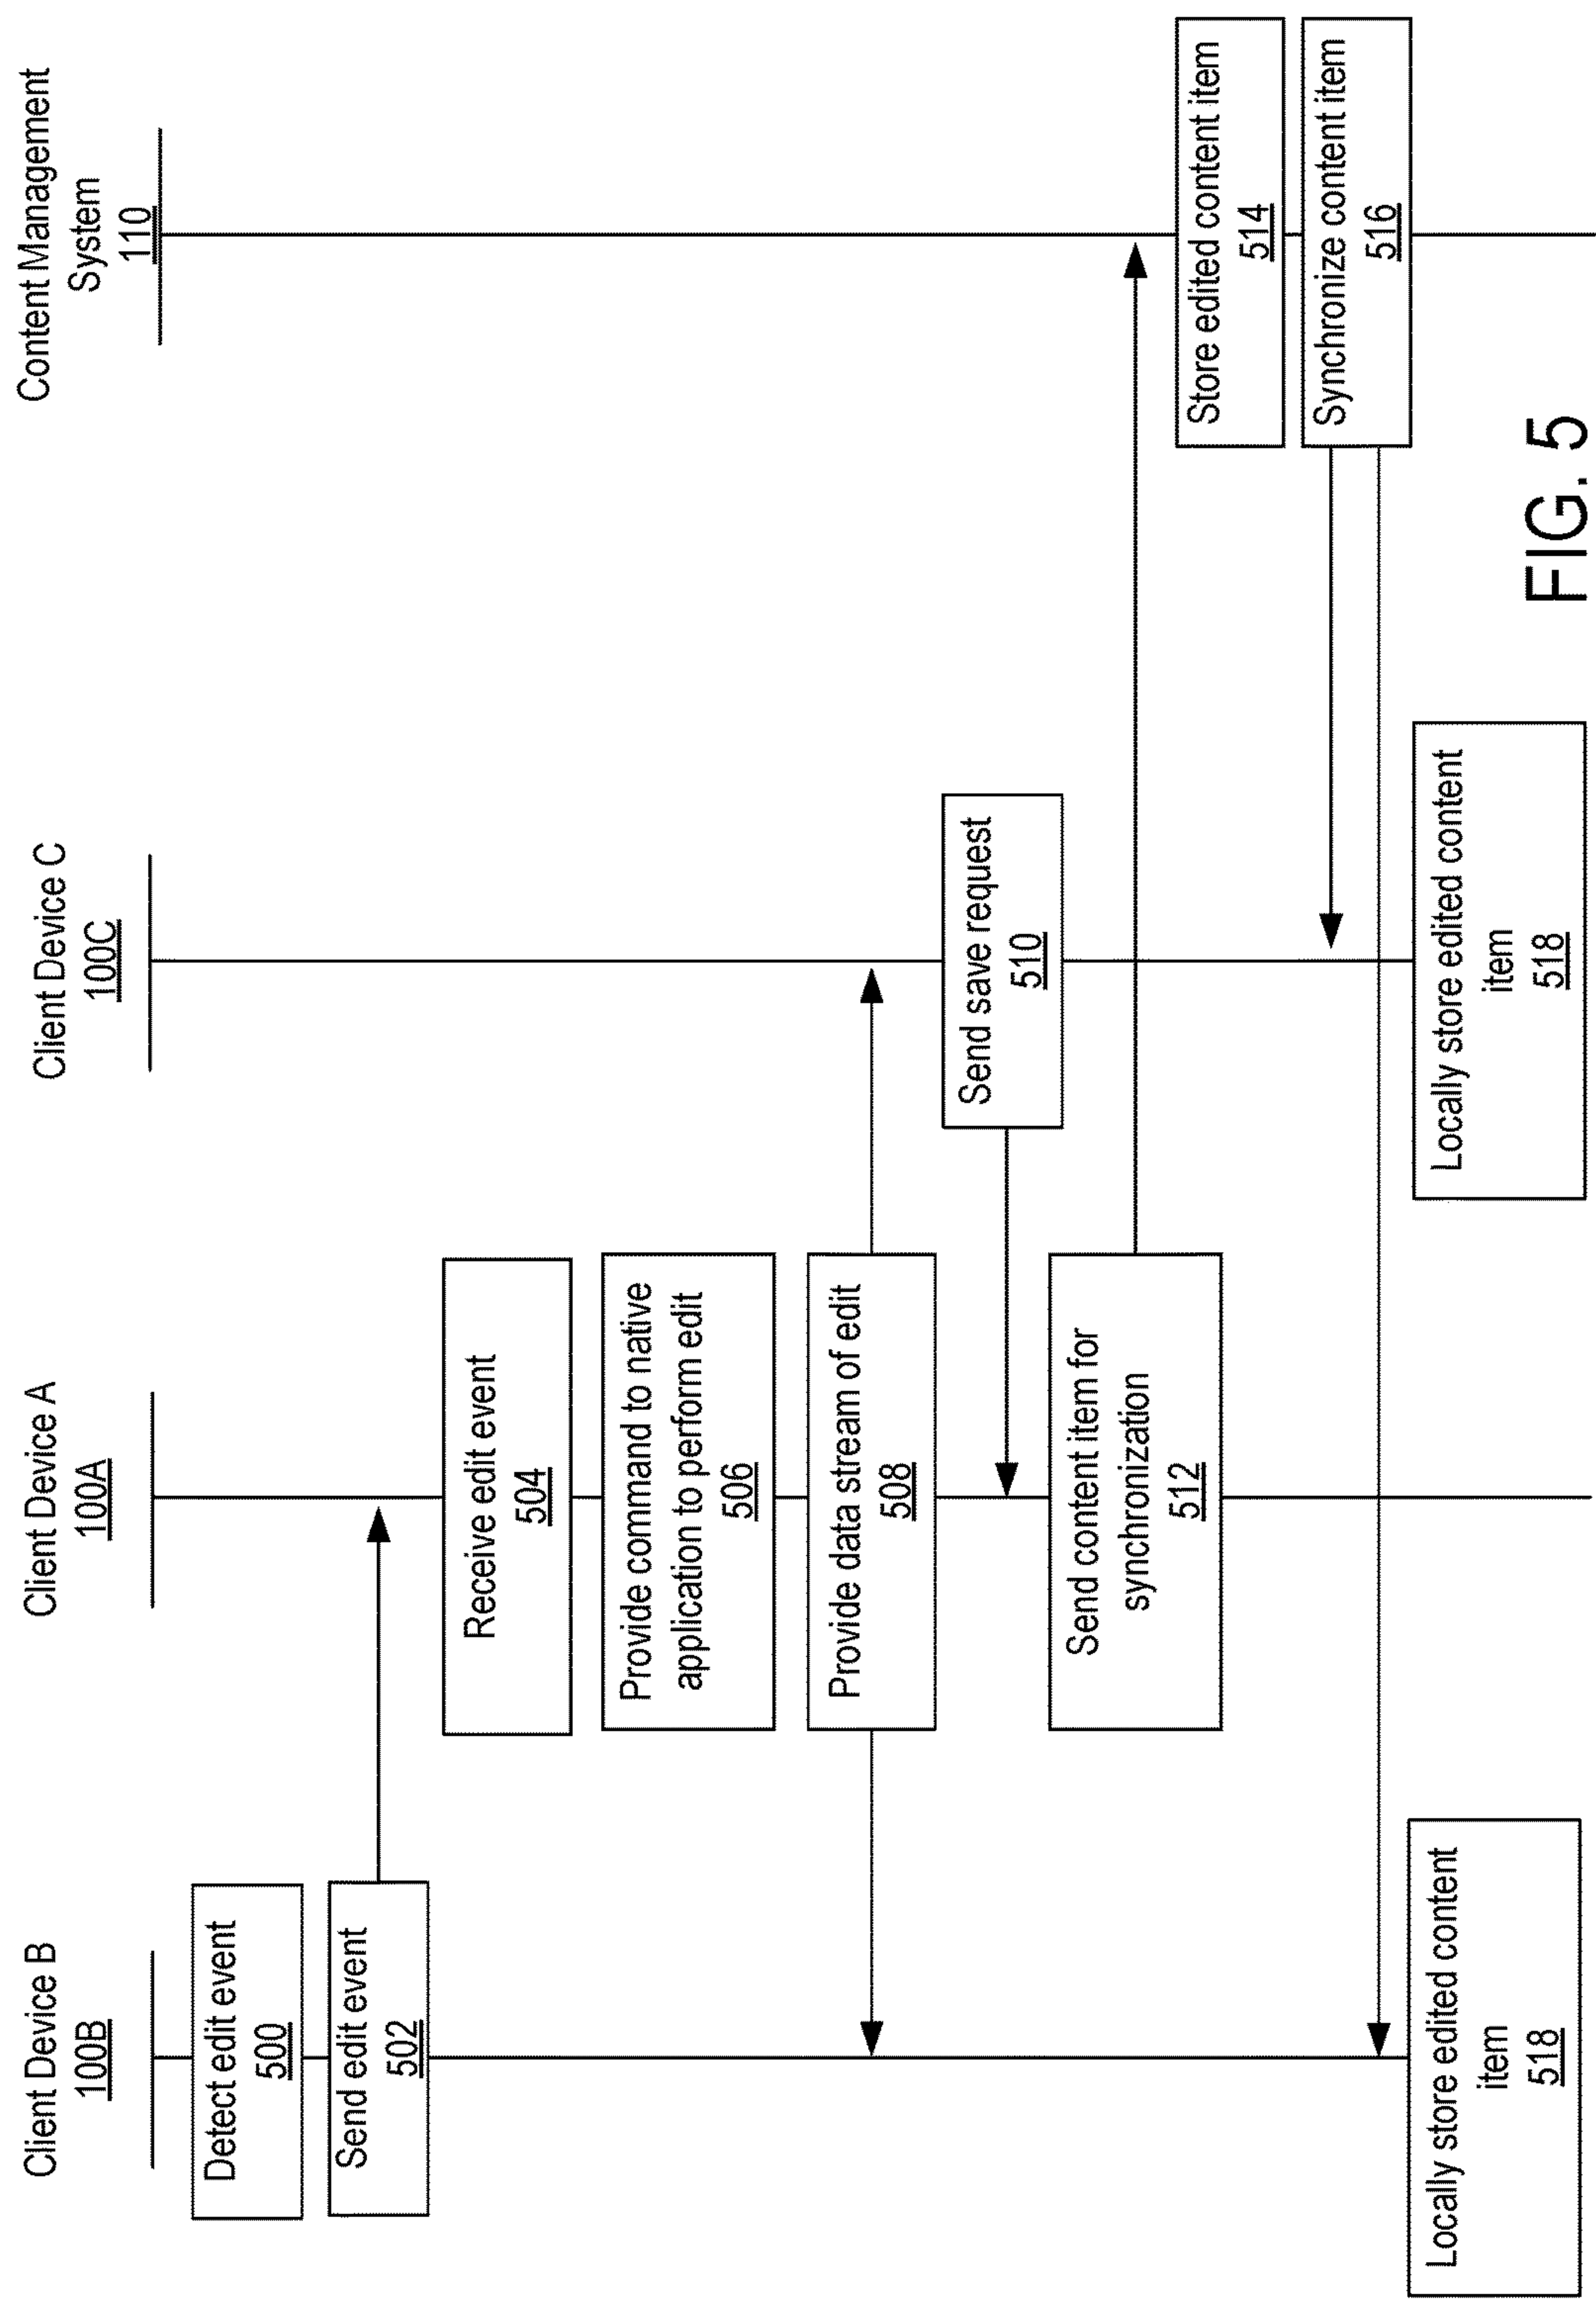 Client Device B
100B
Client Device A
100A
Client Device C
100C
Content Management
System
110
Detect edit event
500
Send edit event
502
Receive edit event
504
Provide command to native
application to perform edit
506
Provide data stream of edit
508
Send save request
510
Send content item for
synchronization
512
Store edited content item
514
Synchronize content item
516
Locally store edited content
item
518
Locally store edited content
item
518
FIG. 5